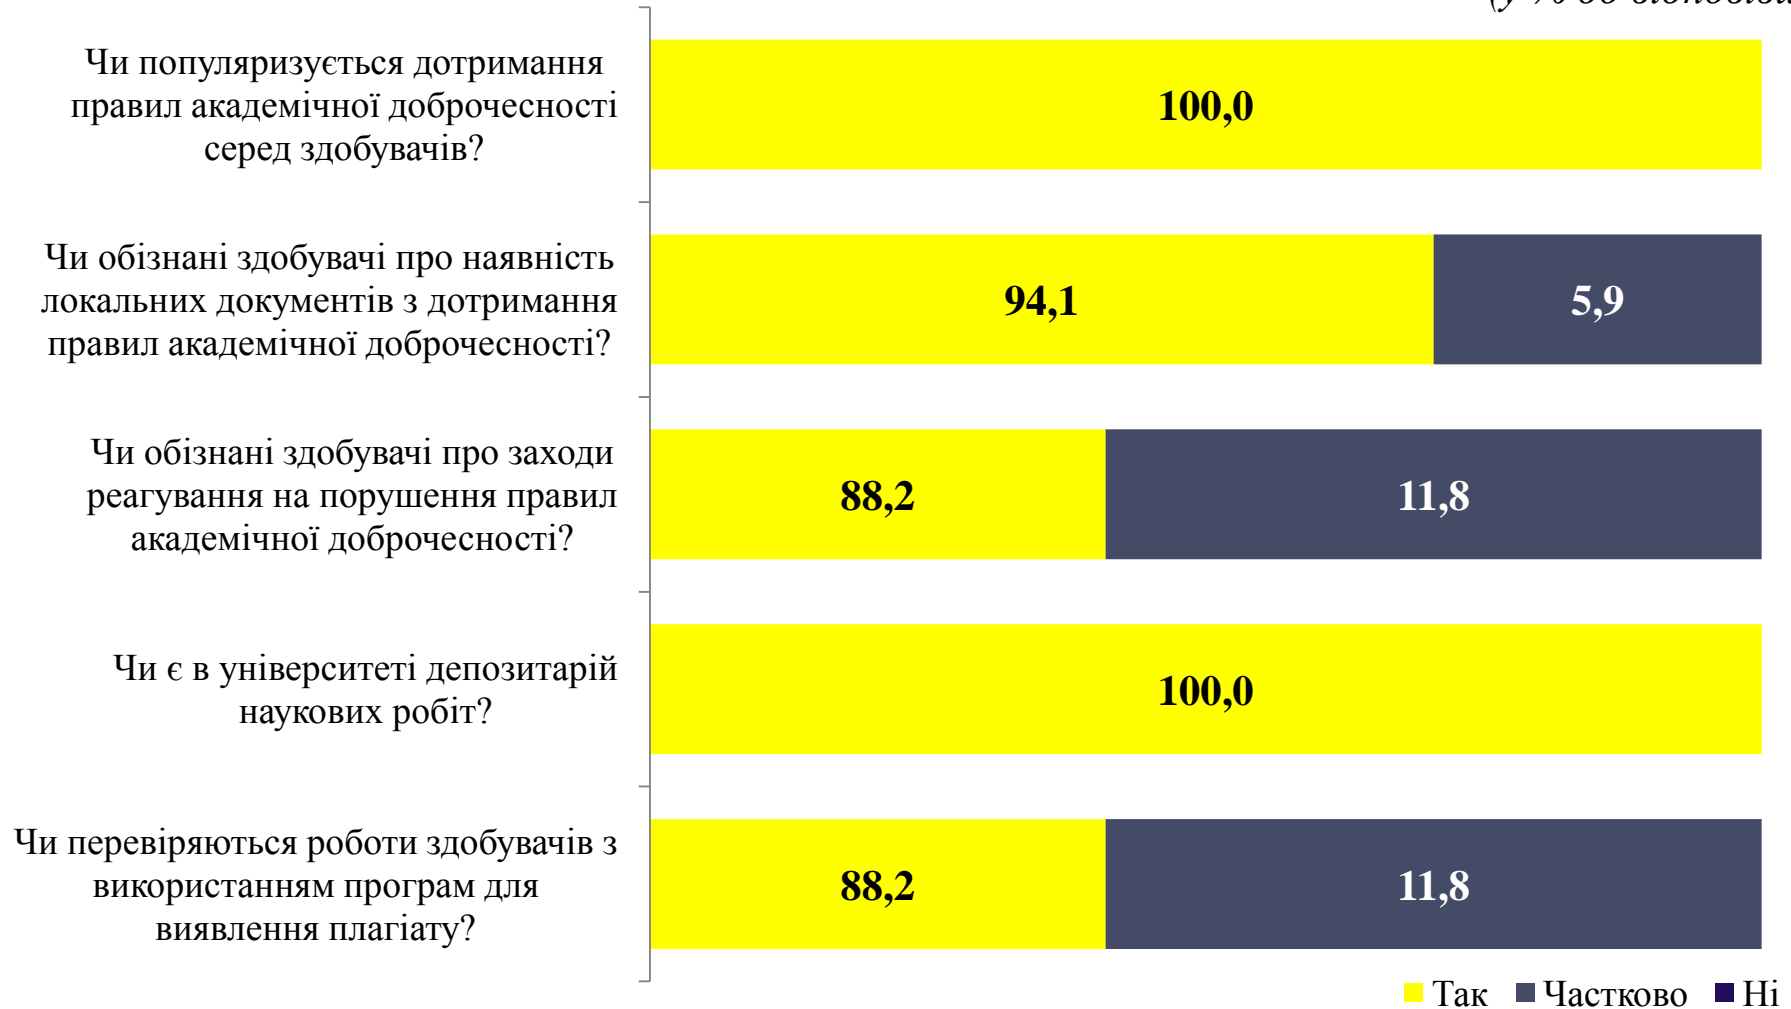 Чи популяризується дотримання
правил академічної доброчесності
серед здобувачів?
100,0
Чи обізнані здобувачі про наявність
локальних документів з дотримання
правил академічної доброчесності?
94,1
5,9
Чи обізнані здобувачі про заходи
реагування на порушення правил
академічної доброчесності?
88,2
11,8
Чи є в університеті депозитарій
наукових робіт?
100,0
Чи перевіряються роботи здобувачів з
використанням програм для
виявлення плагіату?
88,2
11,8
Так Частково Ні